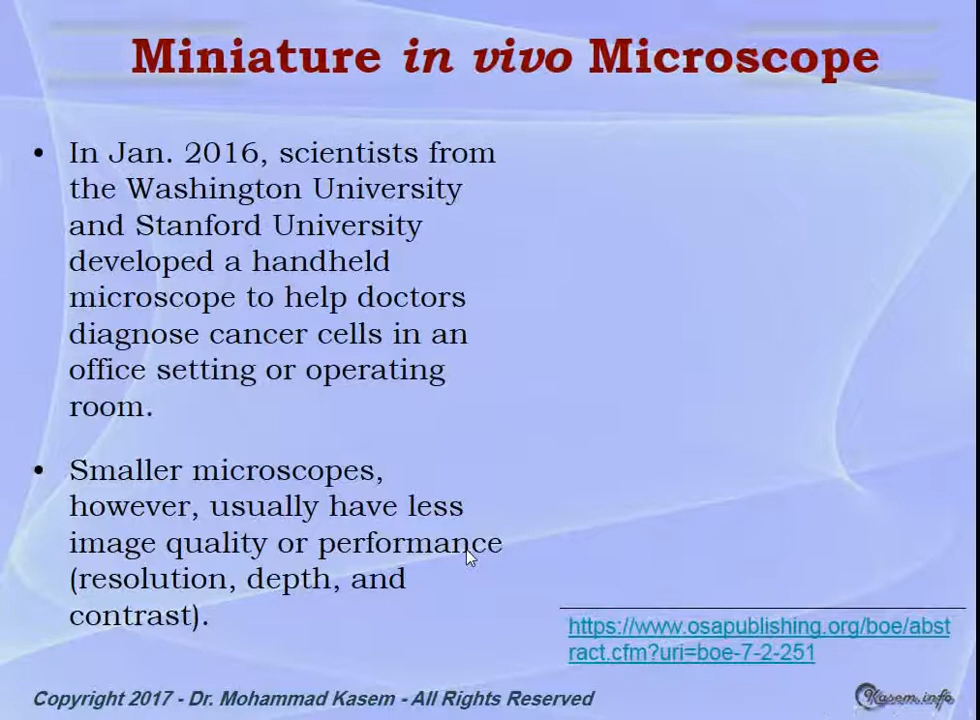 Miniature in vivo Microscope
• In Jan. 2016, scientists from
the Washington University
and Stanford University
developed a handheld
microscope to help doctors
diagnose cancer cells in an
office setting or operating
room.
• Smaller microscopes,
however, usually have less
image quality or performance
(resolution, depth, and
contrast).
https://www.osapublishing.org/boe/abst
ract.cfm?uri=boe-7-2-251
Copyright 2017 - Dr. Mohammad Kasem - All Rights Reserved
Kasem.info